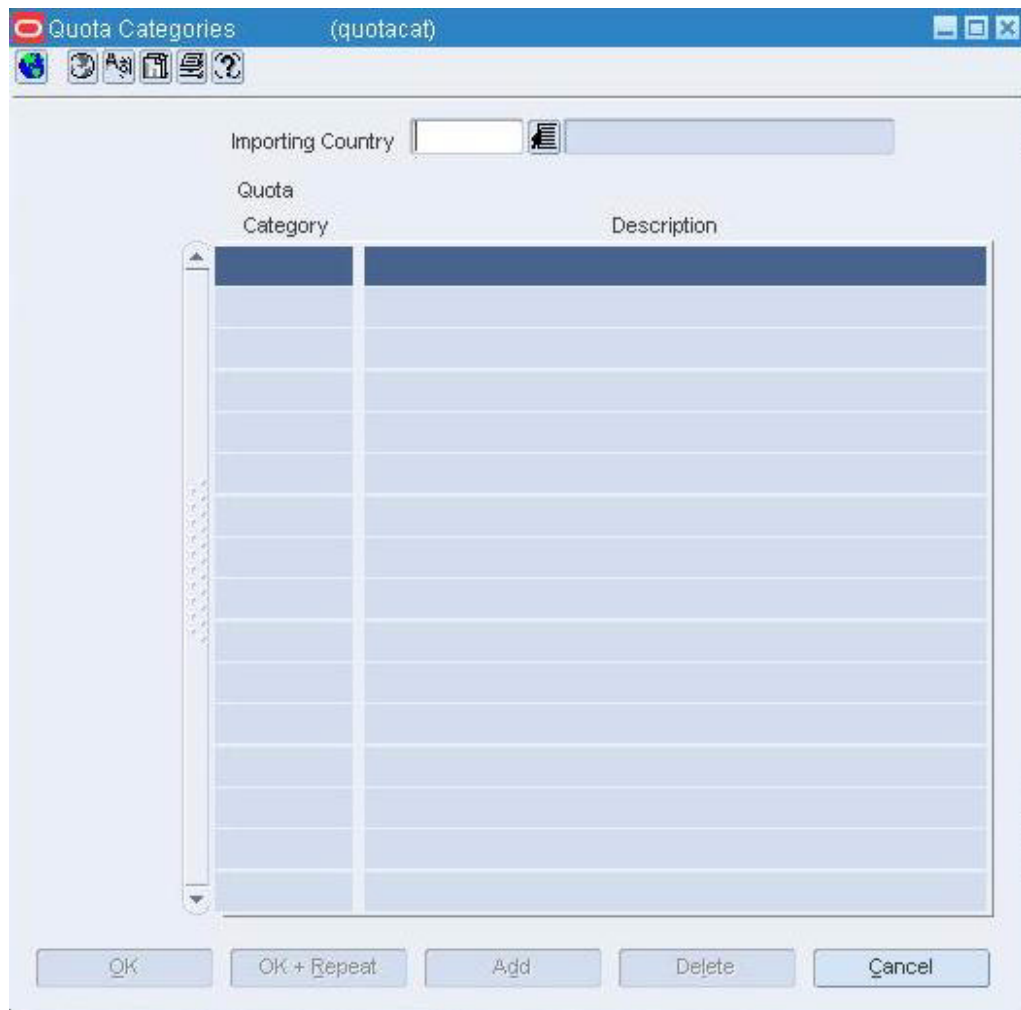 Quota Categories (quotacat)
Importing Country
Quota
Category Description
OK OK + Repeat Add Delete Cancel